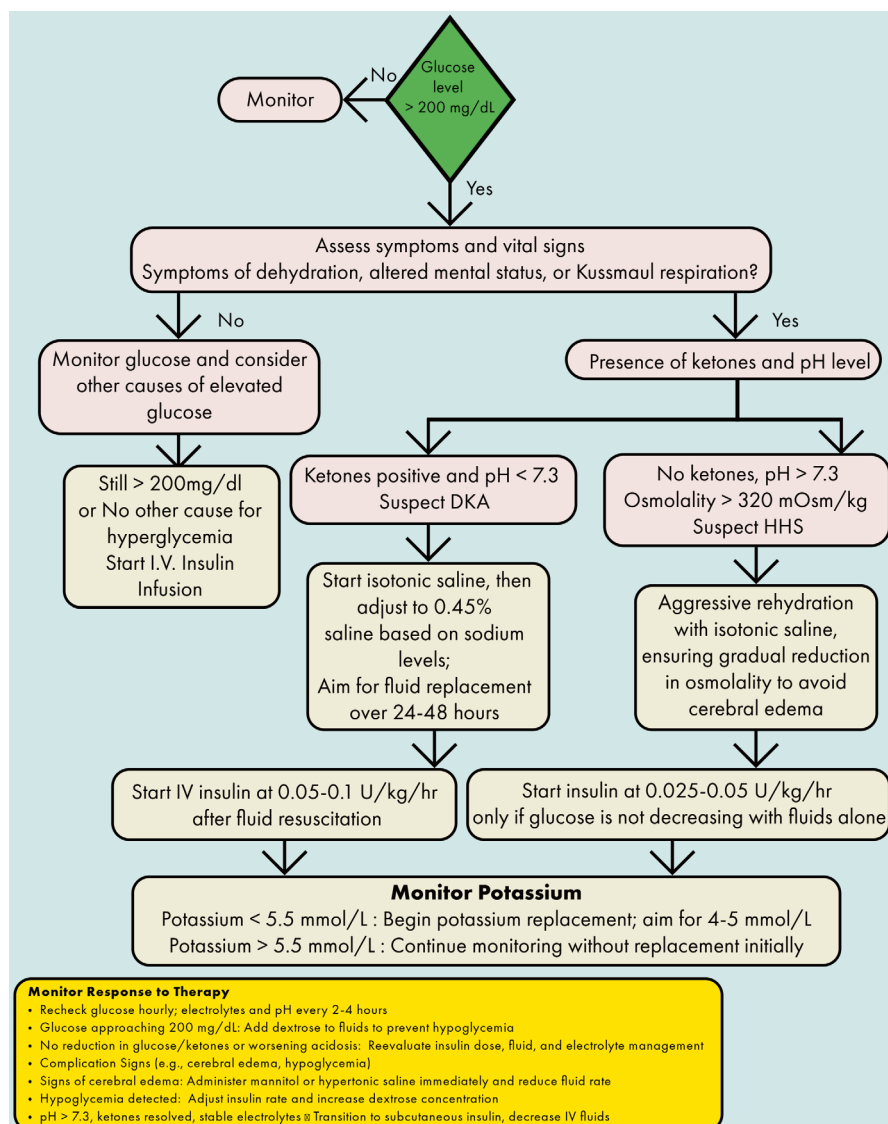 Glucose
level
> 200 mg/dL
No
Monitor
Yes
Assess symptoms and vital signs
Symptoms of dehydration, altered mental status, or Kussmaul respiration?
No
Yes
Monitor glucose and consider
other causes of elevated
glucose
Presence of ketones and pH level
Still > 200mg/dl
or No other cause for
hyperglycemia
Start I.V. Insulin
Infusion
Ketones positive and pH < 7.3
Suspect DKA
No ketones, pH > 7.3
Osmolality > 320 mOsm/kg
Suspect HHS
Start isotonic saline, then
adjust to 0.45%
saline based on sodium
levels;
Aim for fluid replacement
over 24-48 hours
Aggressive rehydration
with isotonic saline,
ensuring gradual reduction
in osmolality to avoid
cerebral edema
Start IV insulin at 0.05-0.1 U/kg/hr
after fluid resuscitation
Start insulin at 0.025-0.05 U/kg/hr
only if glucose is not decreasing with fluids alone
Monitor Potassium
Potassium < 5.5 mmol/L : Begin potassium replacement; aim for 4-5 mmol/L
Potassium > 5.5 mmol/L : Continue monitoring without replacement initially
Monitor Response to Therapy
• Recheck glucose hourly; electrolytes and pH every 2-4 hours
• Glucose approaching 200 mg/dL: Add dextrose to fluids to prevent hypoglycemia
• No reduction in glucose/ketones or worsening acidosis: Reevaluate insulin dose, fluid, and electrolyte management
• Complication Signs (e.g., cerebral edema, hypoglycemia)
• Signs of cerebral edema: Administer mannitol or hypertonic saline immediately and reduce fluid rate
• Hypoglycemia detected: Adjust insulin rate and increase dextrose concentration
• pH > 7.3, ketones resolved, stable electrolytes Transition to subcutaneous insulin, decrease IV fluids